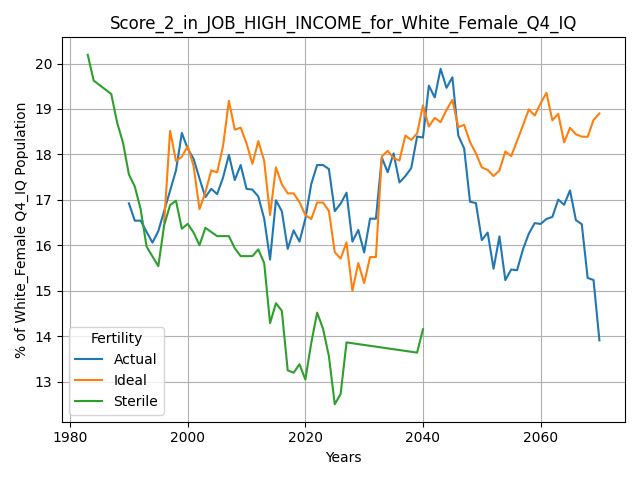 Score_2_in_JOB_HIGH_INCOME_for_White_Female_Q4_IQ
% of White_Female Q4_IQ Population
20
19
18
17
16
15
14
13
Fertility
Actual
Ideal
Sterile
1980
2000
2020
2040
2060
Years